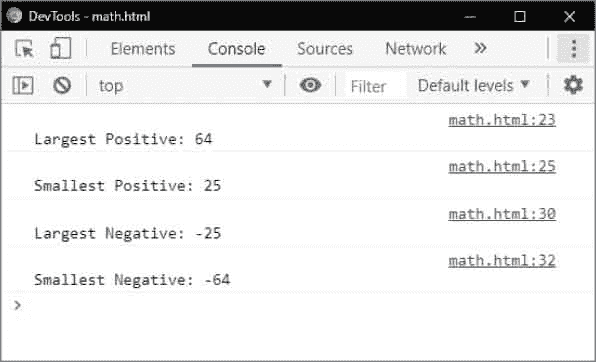 DevTools - math.html
Elements Console Sources Network »
top Filter Default levels
math.html:23
Largest Positive: 64
math.html:25
Smallest Positive: 25
math.html:30
Largest Negative: -25
math.html:32
Smallest Negative: -64
>